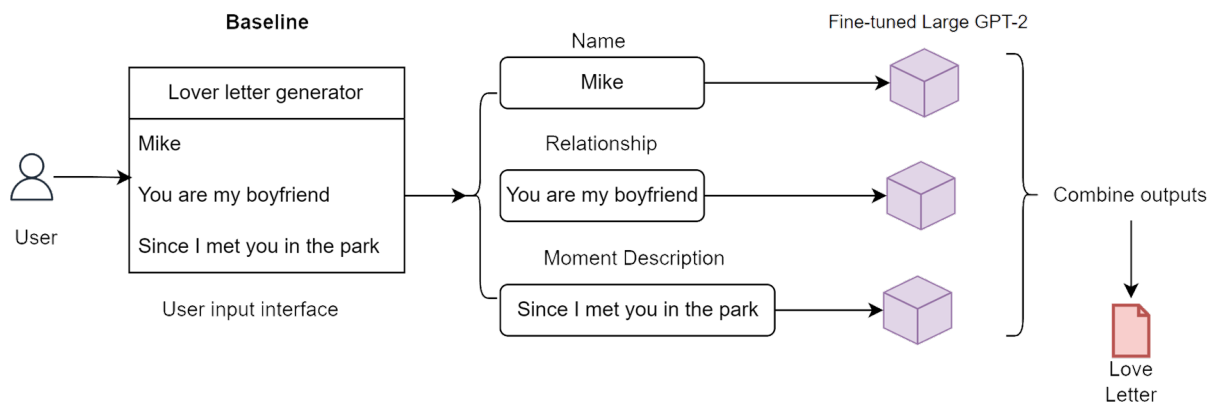 Baseline
Lover letter generator
Mike
You are my boyfriend
Since I met you in the park
User
User input interface
Name
Mike
Relationship
You are my boyfriend
Moment Description
Since I met you in the park
Fine-tuned Large GPT-2
Combine outputs
Love
Letter